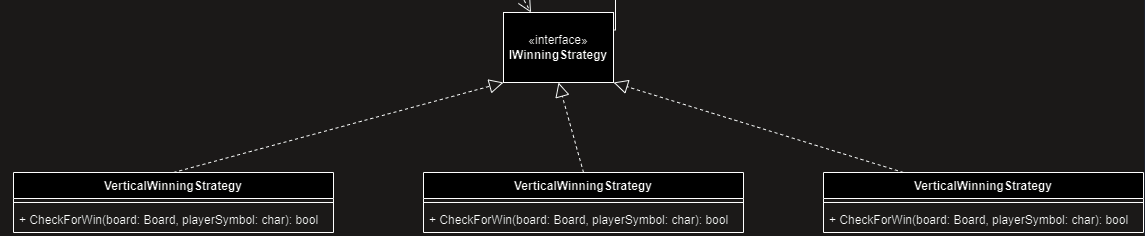 «interface»
IWinningStrategy
VerticalWinningStrategy
+ CheckForWin(board: Board, playerSymbol: char): bool
VerticalWinningStrategy
+ CheckForWin(board: Board, playerSymbol: char): bool
VerticalWinningStrategy
+ CheckForWin(board: Board, playerSymbol: char): bool